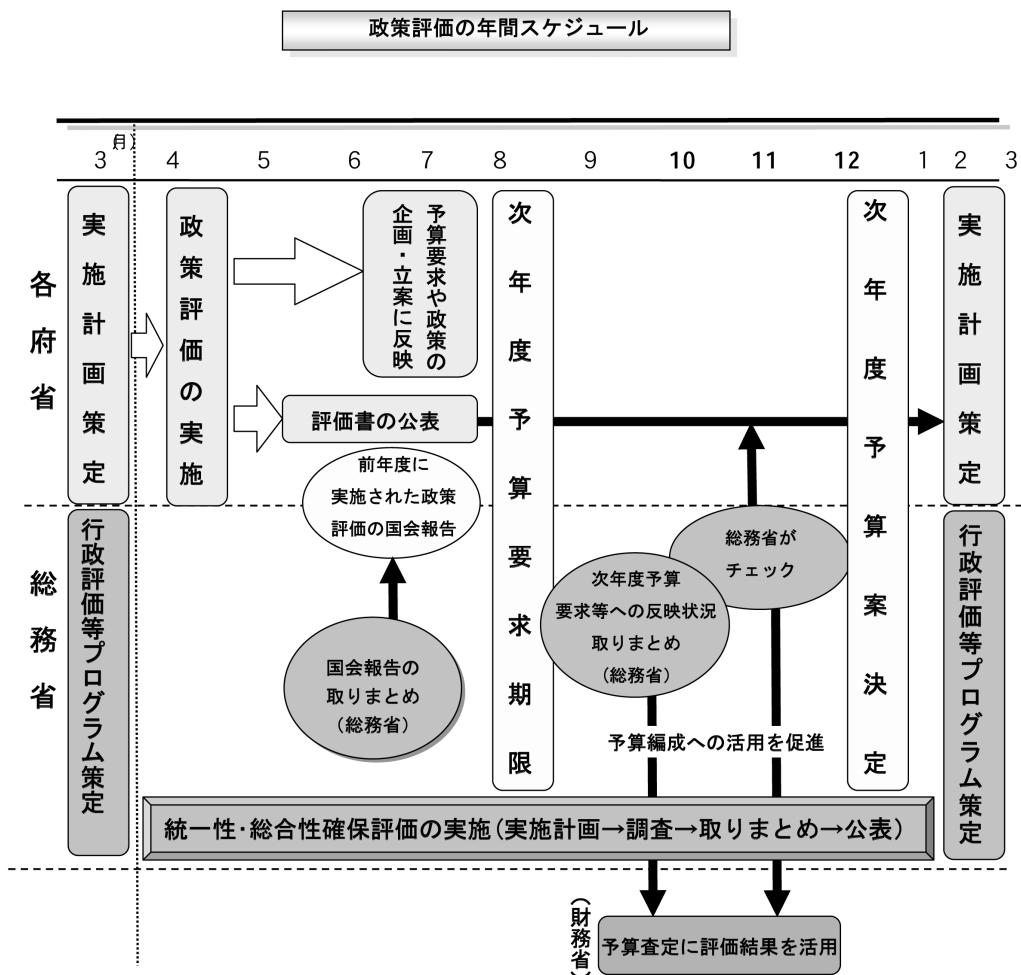 政策評価の年間スケジュール
(月)
3 4 5 6 7 8 9 10 11 12 1 2 3
各府省
実施計画策定
政策評価の実施
予算要求や政策の
企画・立案に反映
評価書の公表
次年度予算要求期限
次年度予算案決定
実施計画策定
前年度に
実施された政策
評価の国会報告
総務省
行政評価等プログラム策定
国会報告の
取りまとめ
(総務省)
次年度予算
要求等への反映状況
取りまとめ
(総務省)
総務省が
チェック
予算編成への活用を促進
行政評価等プログラム策定
統一性・総合性確保評価の実施(実施計画→調査→取りまとめ→公表)
(財務省)
予算査定に評価結果を活用